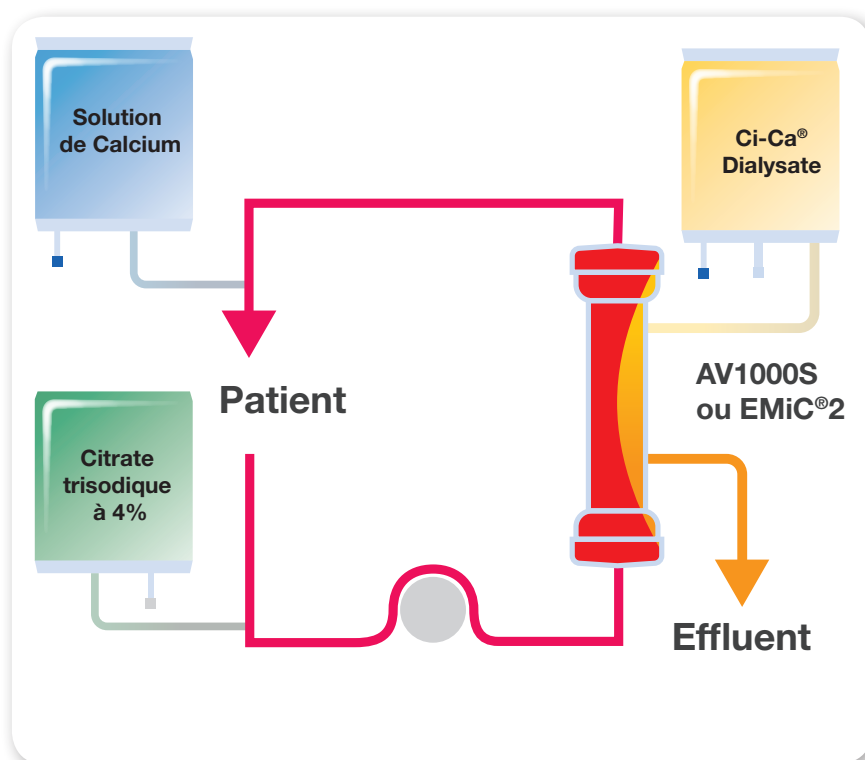 Solution
de Calcium
Ci-Ca®
Dialysate
AV1000S
ou EMiC®2
Patient
Citrate
trisodique
à 4%
Effluent